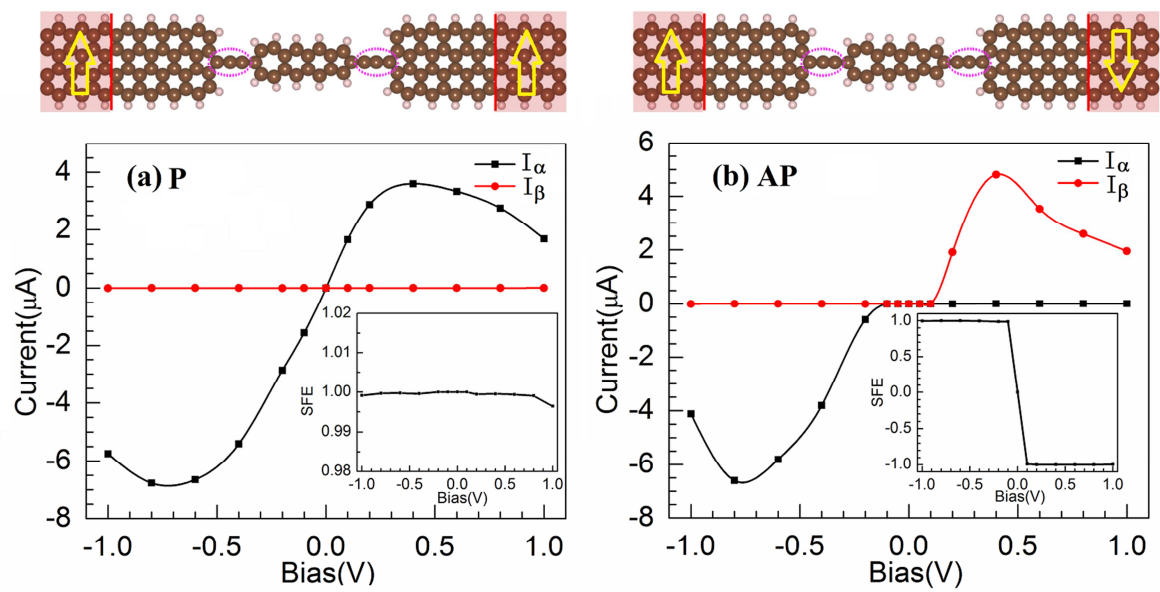 (a) P
Iα
Iβ
4
2
0
-2
-4
-6
-8
Current(μA)
-1.0 -0.5 0.0 0.5 1.0
Bias(V)
1.02
1.01
1.00
0.99
0.98
SFE
-1.0 -0.5 0.0 0.5 1.0
Bias(V)
(b) AP
Iα
Iβ
6
4
2
0
-2
-4
-6
-8
Current(μA)
-1.0 -0.5 0.0 0.5 1.0
Bias(V)
1.0
0.5
0.0
-0.5
-1.0
SFE
-1.0 -0.5 0.0 0.5 1.0
Bias(V)